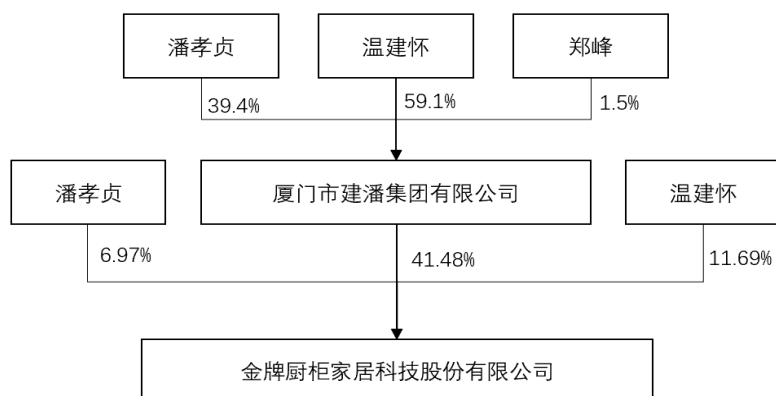 潘孝贞 温建怀 郑峰
39.4% 59.1% 1.5%
潘孝贞 厦门市建潘集团有限公司 温建怀
6.97% 41.48% 11.69%
金牌厨柜家居科技股份有限公司